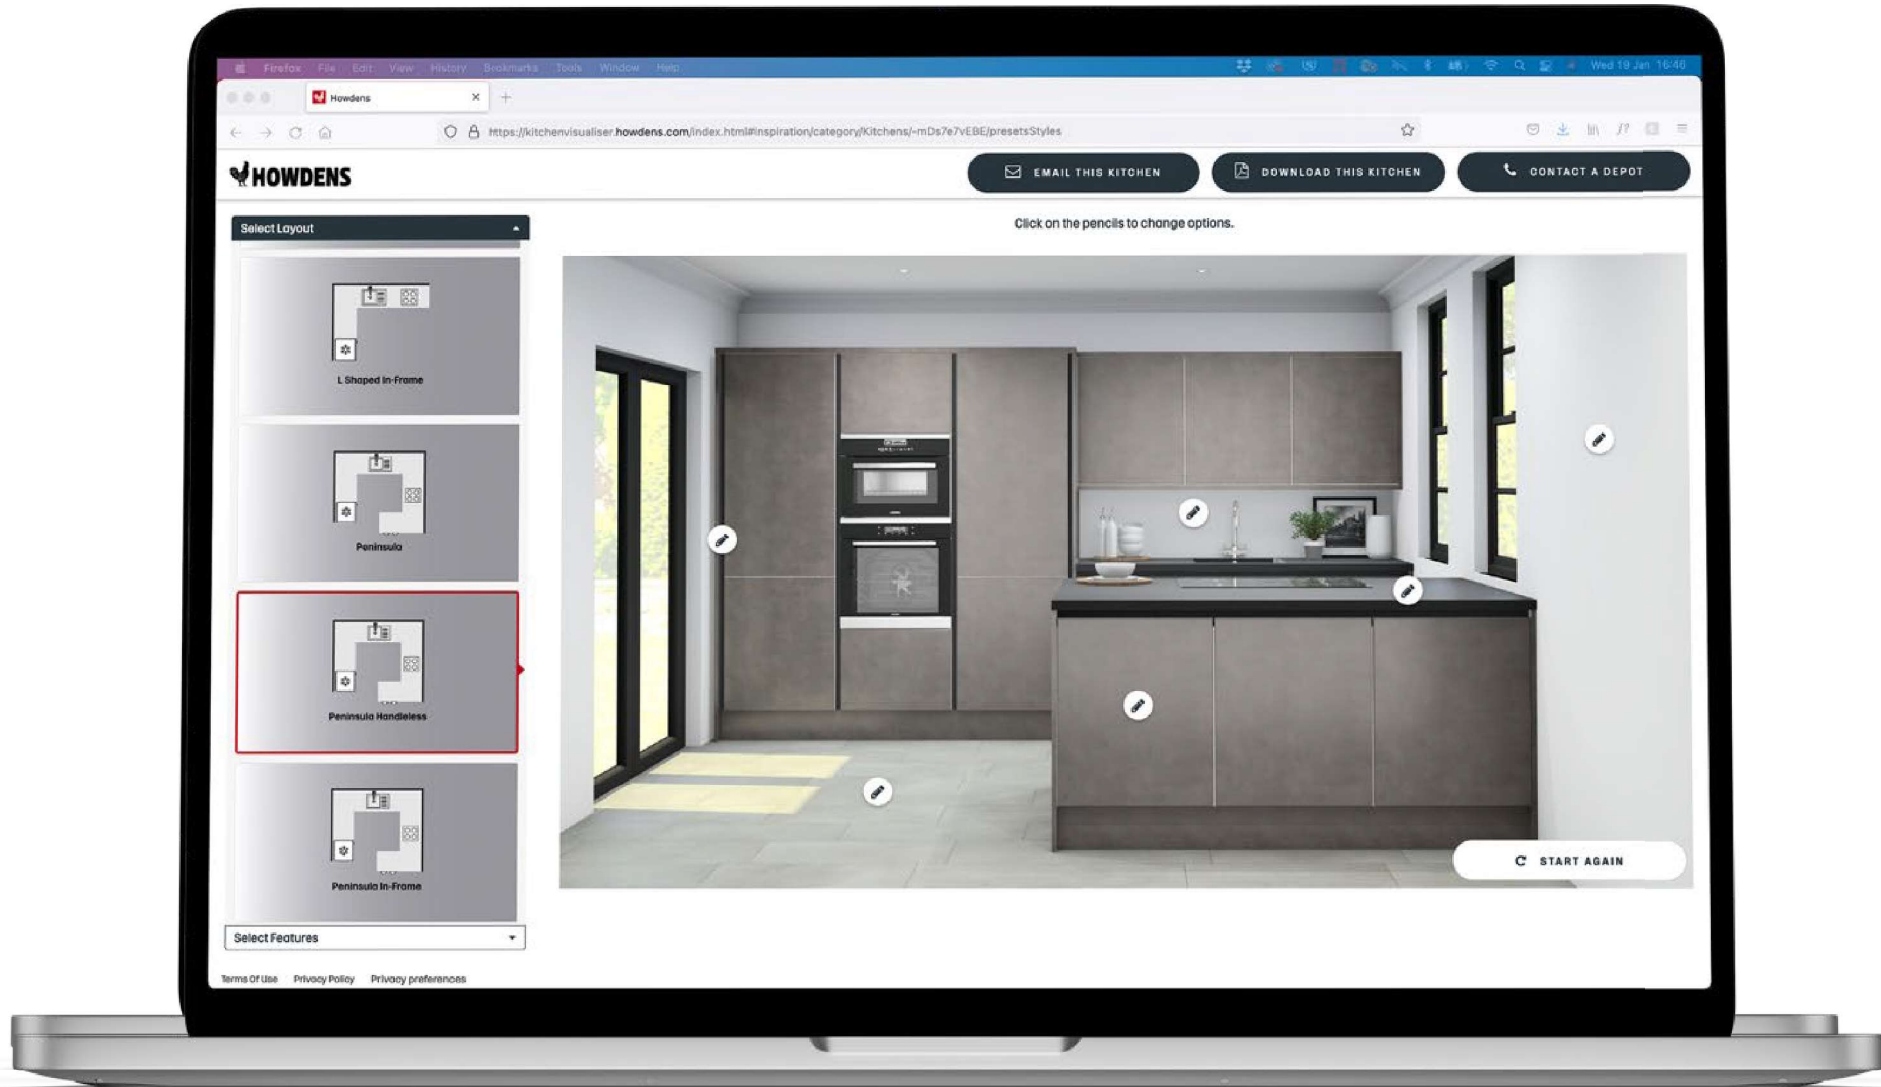 Firefox File Edit View History Bookmarks Tools Window Help
Wed 19 Jan 16:46
Howdens
https://kitchenvisualiser.howdens.com/index.html#inspiration/category/Kitchens/-mDs7e7vEBE/presetsStyles
HOWDENS
EMAIL THIS KITCHEN
DOWNLOAD THIS KITCHEN
CONTACT A DEPOT
Select Layout
Click on the pencils to change options.
L Shaped In-Frame
Peninsula
Peninsula Handleless
Peninsula In-Frame
START AGAIN
Select Features
Terms Of Use Privacy Policy Privacy preferences